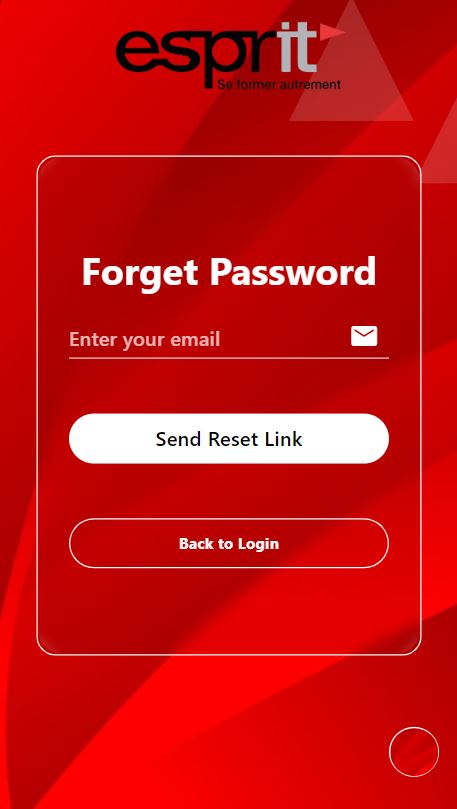 esprit
Se former autrement
Forget Password
Enter your email
Send Reset Link
Back to Login